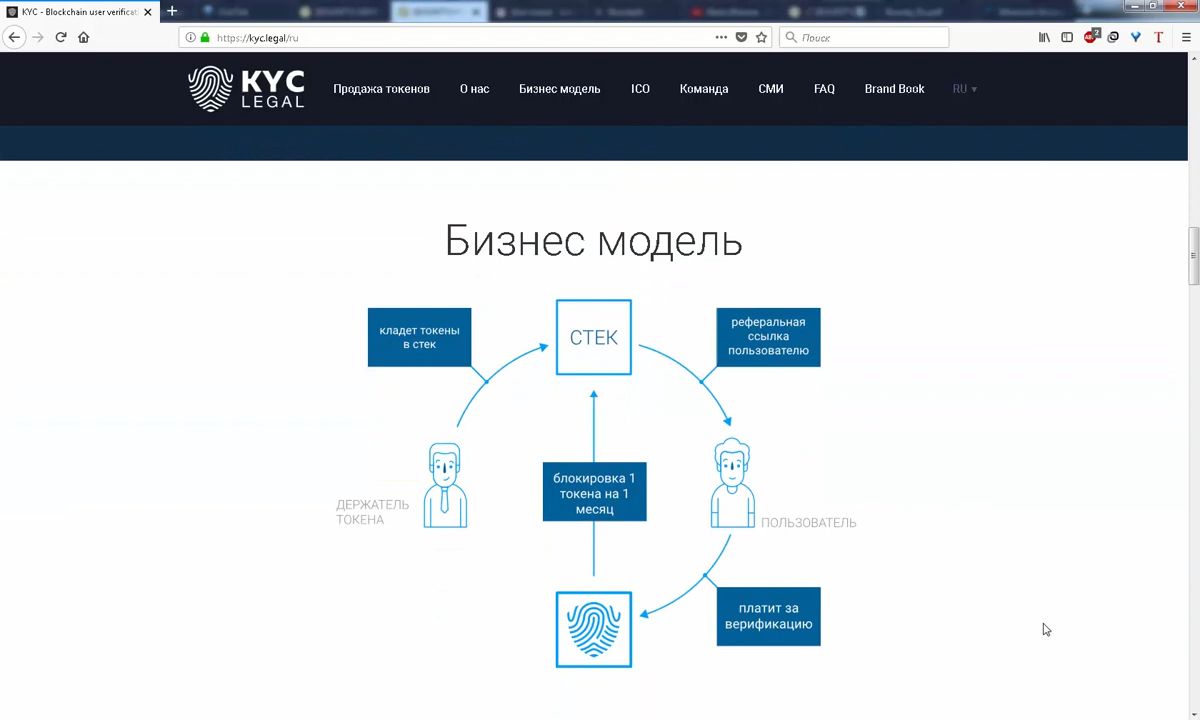 KYC - Blockchain user verificat
https://kyc.legal/ru
Поиск
2
KYC
LEGAL
Продажа токенов
О нас
Бизнес модель
ICO
Команда
СМИ
FAQ
Brand Book
RU
Бизнес модель
кладет токены
в стек
СТЕК
реферальная
ссылка
пользователю
ДЕРЖАТЕЛЬ
ТОКЕНА
блокировка 1
токена на 1
месяц
ПОЛЬЗОВАТЕЛЬ
платит за
верификацию